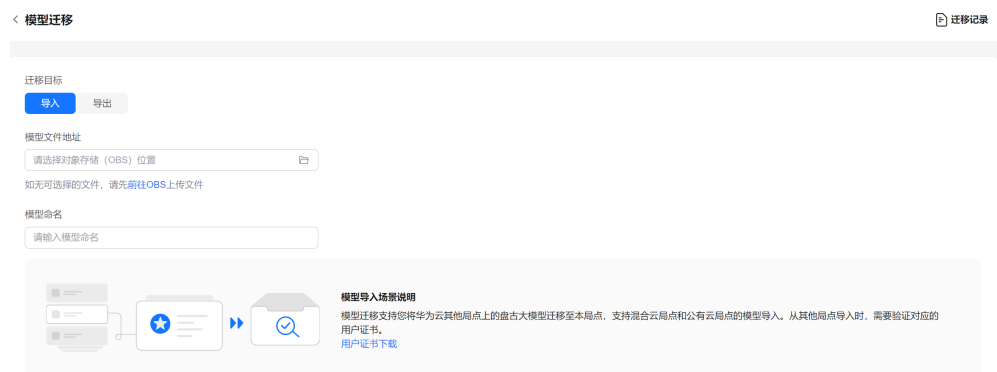 模型迁移
迁移记录
迁移目标
导入
导出
模型文件地址
请选择对象存储（OBS）位置
如无可选择的文件，请先前往OBS上传文件
模型命名
请输入模型命名
模型导入场景说明
模型迁移支持您将华为云其他局点上的盘古大模型迁移至本局点，支持混合云局点和公有云局点的模型导入。从其他局点导入时，需要验证对应的
用户证书。
用户证书下载